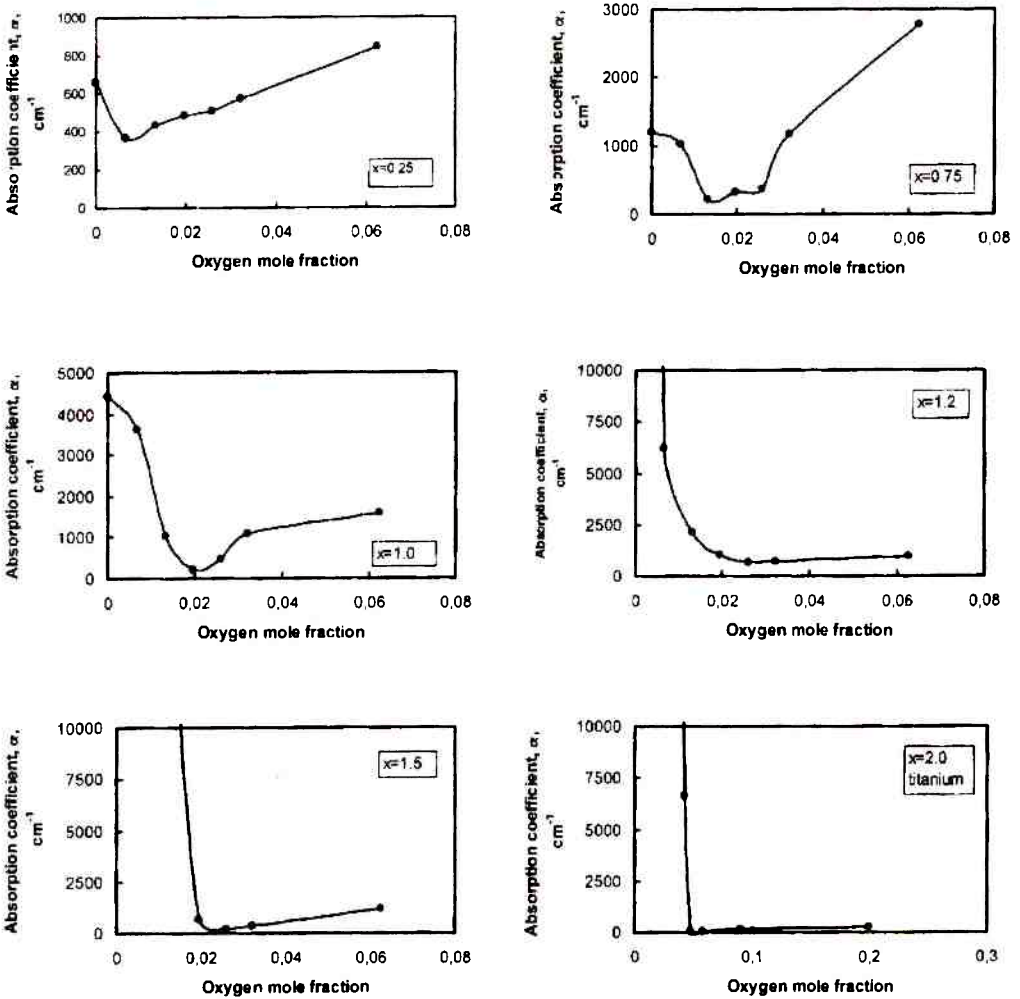 Absorption coefficient, α,
cm⁻¹
1000
800
600
400
200
0
x=0.25
0 0,02 0,04 0,06 0,08
Oxygen mole fraction
Absorption coefficient, α,
cm⁻¹
3000
2000
1000
0
x=0.75
0 0,02 0,04 0,06 0,08
Oxygen mole fraction
Absorption coefficient, α,
cm⁻¹
5000
4000
3000
2000
1000
0
x=1.0
0 0,02 0,04 0,06 0,08
Oxygen mole fraction
Absorption coefficient, α,
cm⁻¹
10000
7500
5000
2500
0
x=1.2
0 0,02 0,04 0,06 0,08
Oxygen mole fraction
Absorption coefficient, α,
cm⁻¹
10000
7500
5000
2500
0
x=1.5
0 0,02 0,04 0,06 0,08
Oxygen mole fraction
Absorption coefficient, α,
cm⁻¹
10000
7500
5000
2500
0
x=2.0
titanium
0 0,1 0,2 0,3
Oxygen mole fraction